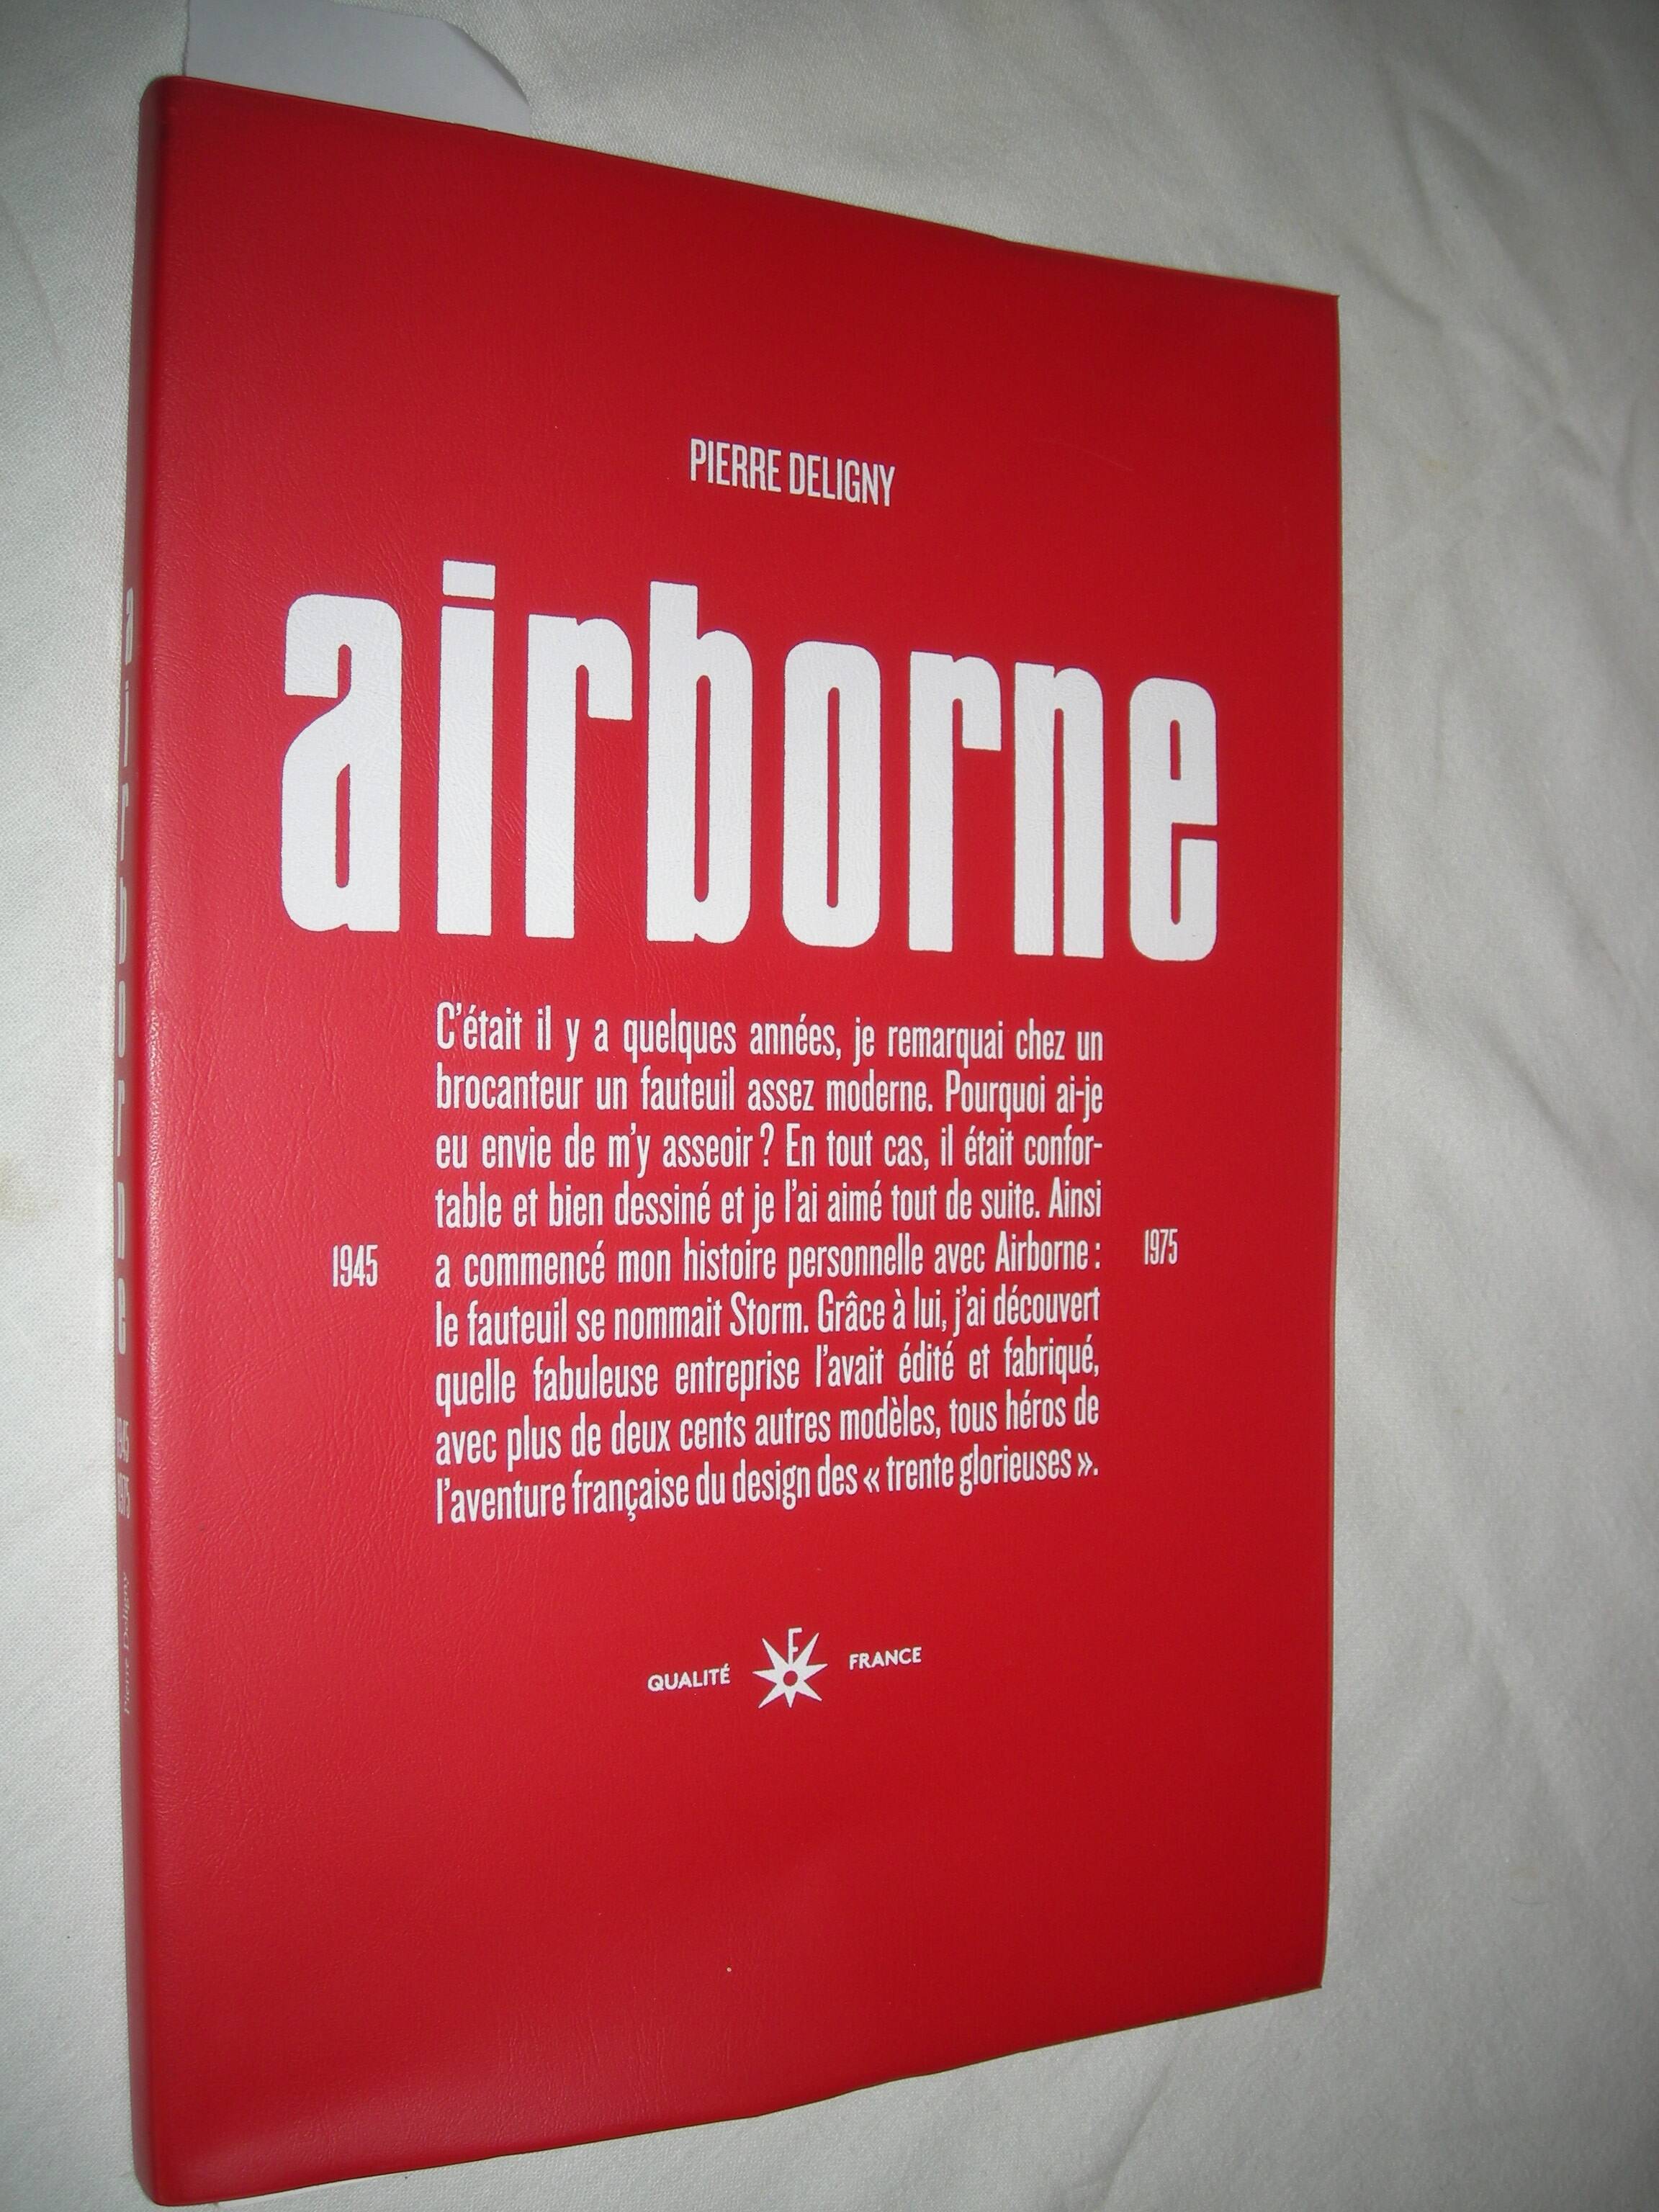 PIERRE DELIGNY
airborne
C'était il y a quelques années, je remarquai chez un
brocanteur un fauteuil assez moderne. Pourquoi ai-je
eu envie de m'y asseoir ? En tout cas, il était confor-
table et bien dessiné et je l'ai aimé tout de suite. Ainsi
1945
a commencé mon histoire personnelle avec Airborne :
1975
le fauteuil se nommait Storm. Grâce à lui, j'ai découvert
quelle fabuleuse entreprise l'avait édité et fabriqué,
avec plus de deux cents autres modèles, tous héros de
l'aventure française du design des « trente glorieuses ».
QUALITÉ F FRANCE
airborne 1945 1975 Pierre Deligny